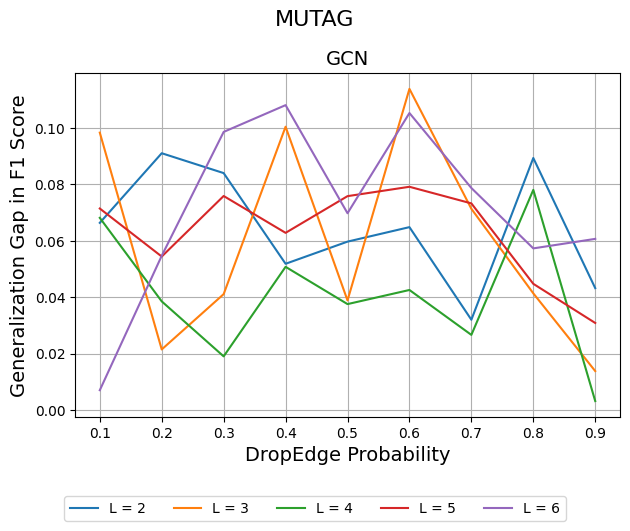 MUTAG
GCN
Generalization Gap in F1 Score
0.10
0.08
0.06
0.04
0.02
0.00
0.1 0.2 0.3 0.4 0.5 0.6 0.7 0.8 0.9
DropEdge Probability
L = 2 L = 3 L = 4 L = 5 L = 6